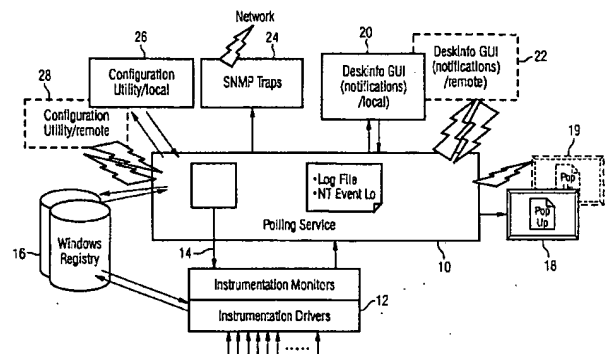 Network
26
24
20
28
22
Configuration
Utility/local
SNMP Traps
DeskInfo GUI
(notifications)
/local)
DeskInfo GUI
(notifications)
/remote)
Configuration
Utility/remote
19
Pop
Up
•Log File
•NT Event Lo
Polling Service
Pop
Up
16
Windows
Registry
14
10
18
Instrumentation Monitors
Instrumentation Drivers
12